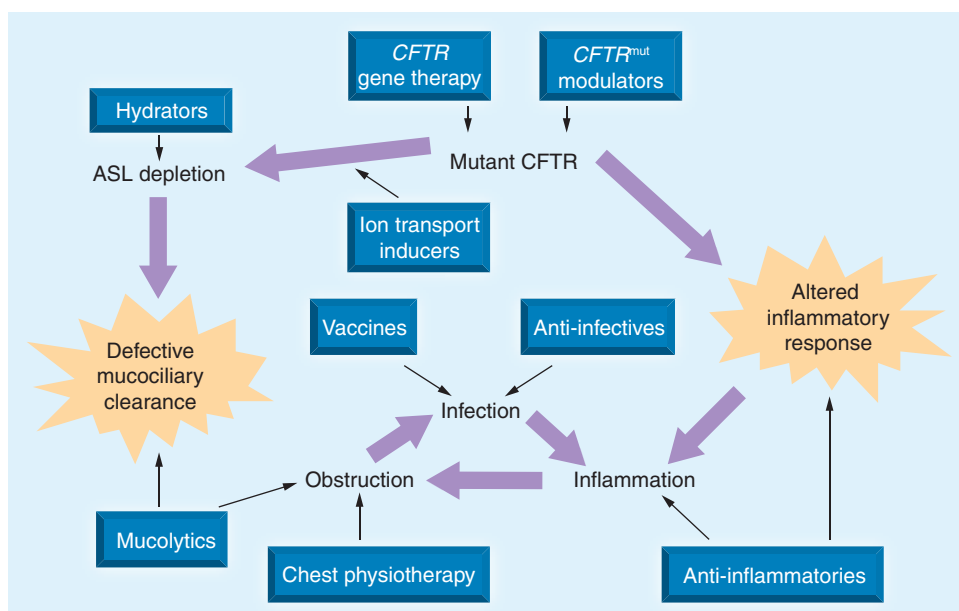 CFTR
gene therapy
CFTRᵐᵘᵗ
modulators
Hydrators
ASL depletion
Mutant CFTR
Ion transport
inducers
Altered
inflammatory
response
Vaccines
Anti-infectives
Defective
mucociliary
clearance
Infection
Obstruction
Inflammation
Mucolytics
Chest physiotherapy
Anti-inflammatories